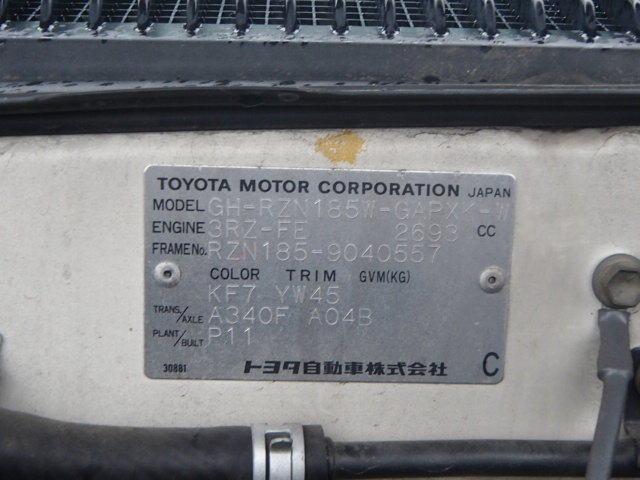 TOYOTA MOTOR CORPORATION JAPAN
MODEL GH-RZN185W-GAPX/-W
ENGINE 3RZ-FE 2693 CC
FRAME No. RZN185-9040557
COLOR TRIM GVM(KG)
KF7 YW45
TRANS./AXLE A340F A04B
PLANT/BUILT P11
30881 トヨタ自動車株式会社 C